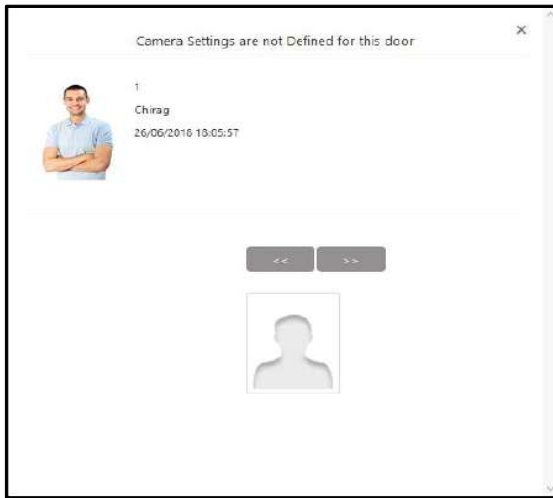 Camera Settings are not Defined for this door
×
1
Chirag
26/06/2018 18:05:57
<<
>>